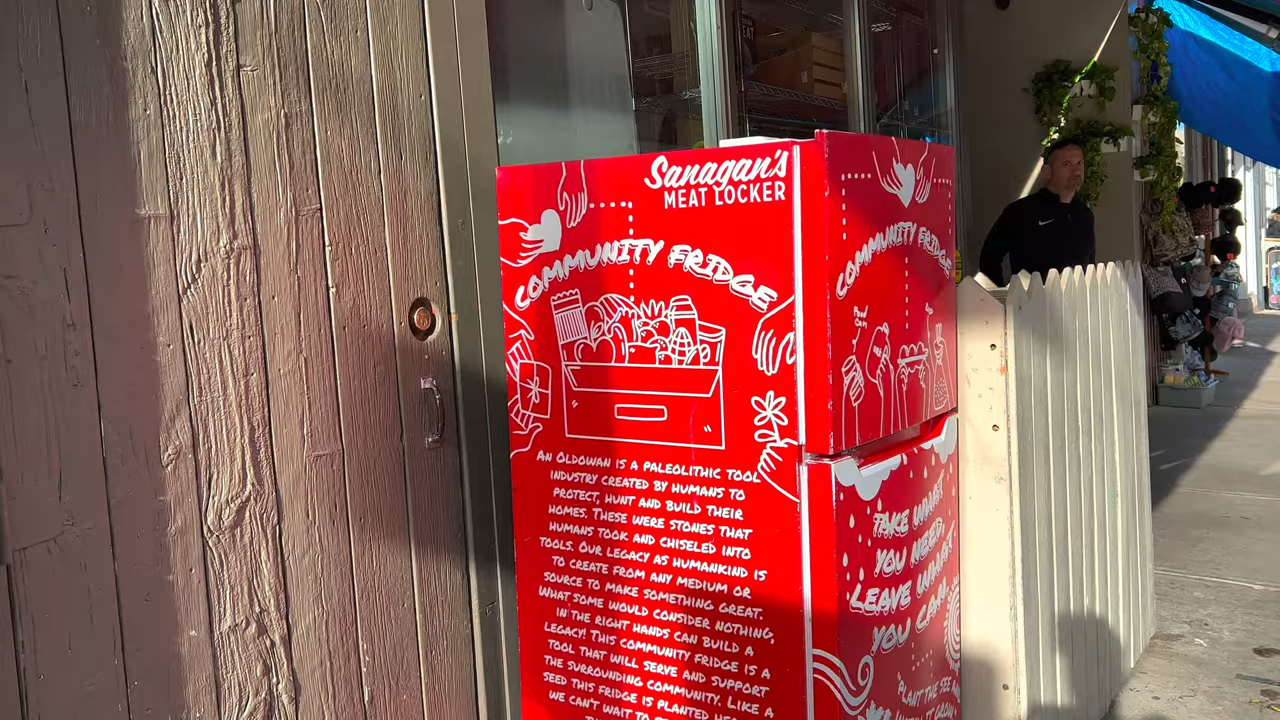 Sanagan's
MEAT LOCKER
COMMUNITY FRIDGE
AN OLDOWAN IS A PALEOLITHIC TOOL
INDUSTRY CREATED BY HUMANS TO
PROTECT, HUNT AND BUILD THEIR
HOMES. THESE WERE STONES THAT
HUMANS TOOK AND CHISELED INTO
TOOLS. OUR LEGACY AS HUMANKIND IS
TO CREATE FROM ANY MEDIUM OR
SOURCE TO MAKE SOMETHING GREAT.
WHAT SOME WOULD CONSIDER NOTHING,
IN THE RIGHT HANDS CAN BUILD A
LEGACY! THIS COMMUNITY FRIDGE IS A
TOOL THAT WILL SERVE AND SUPPORT
THE SURROUNDING COMMUNITY. LIKE A
SEED THIS FRIDGE IS PLANTED
WE CAN'T WAIT TO
COMMUNITY FRIDGE
TAKE WHAT
YOU NEED
LEAVE WHAT
YOU CAN
"PLANT THE
EAT